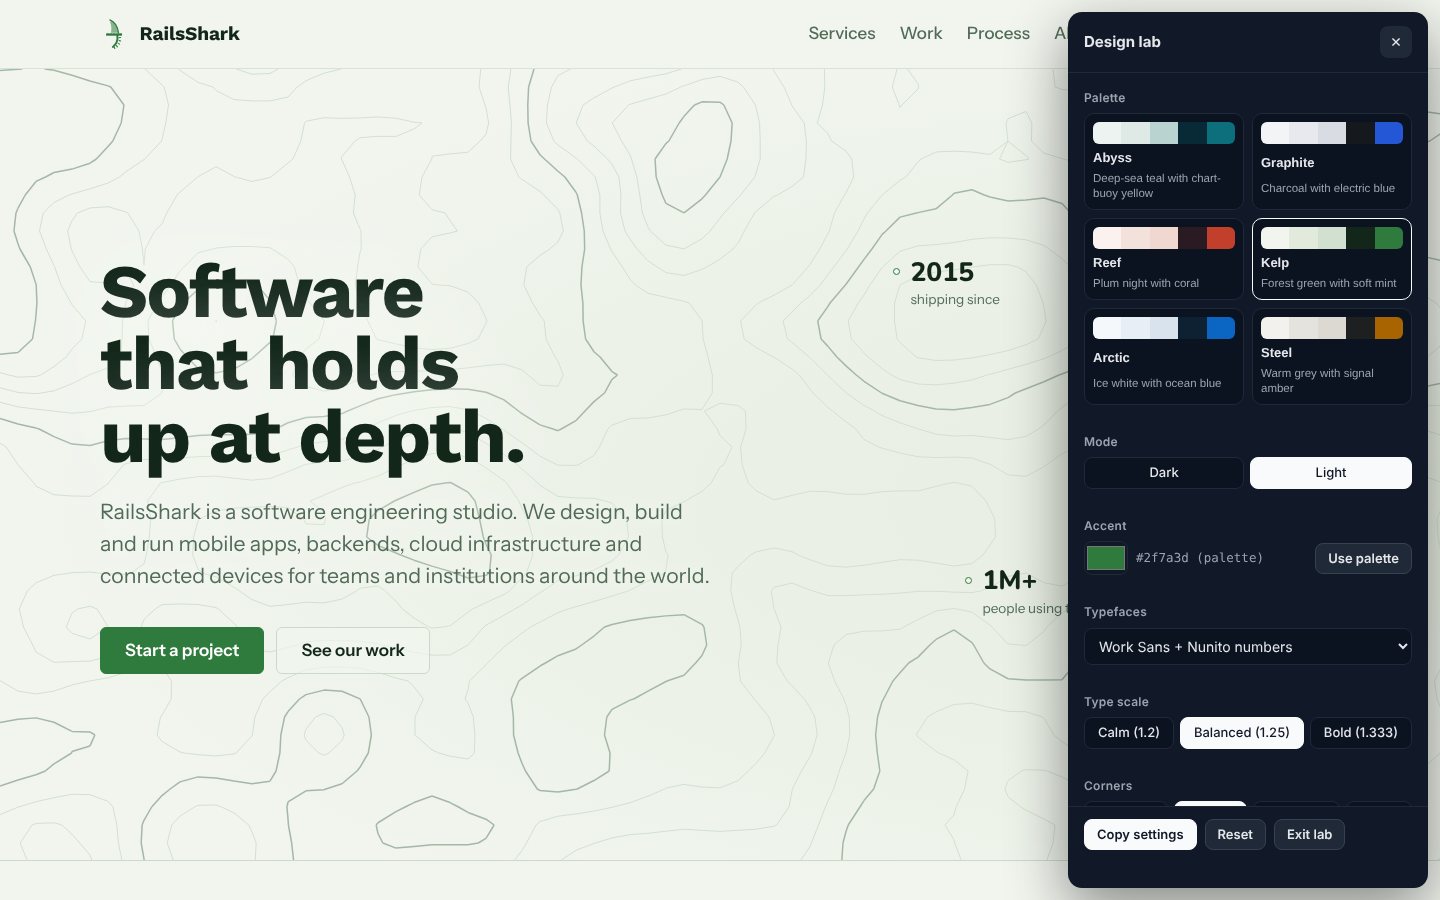 RailsShark
Services Work Process
Software
that holds
up at depth.
RailsShark is a software engineering studio. We design, build
and run mobile apps, backends, cloud infrastructure and
connected devices for teams and institutions around the world.
Start a project
See our work
2015
shipping since
1M+
people using
Design lab
Palette
Abyss
Deep-sea teal with chart-
buoy yellow
Graphite
Charcoal with electric blue
Reef
Plum night with coral
Kelp
Forest green with soft mint
Arctic
Ice white with ocean blue
Steel
Warm grey with signal
amber
Mode
Dark
Light
Accent
#2f7a3d (palette)
Use palette
Typefaces
Work Sans + Nunito numbers
Type scale
Calm (1.2)
Balanced (1.25)
Bold (1.333)
Corners
Copy settings
Reset
Exit lab